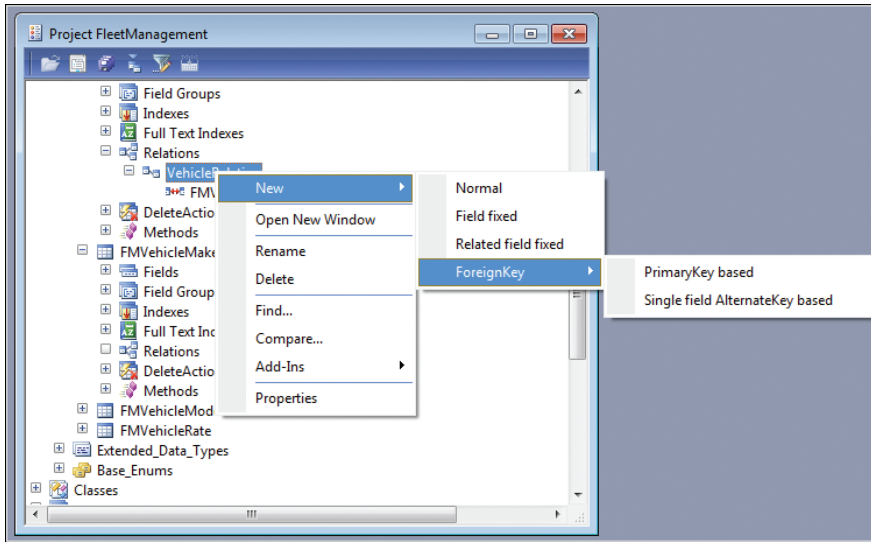 Project FleetManagement
Field Groups
Indexes
Full Text Indexes
Relations
FMV
DeleteActio
Methods
FMVehicleMake
Fields
Field Group
Indexes
Full Text Ind
Relations
DeleteActio
Methods
FMVehicleMod
FMVehicleRate
Extended_Data_Types
Base_Enums
Classes
New
Open New Window
Rename
Delete
Find...
Compare...
Add-Ins
Properties
Normal
Field fixed
Related field fixed
ForeignKey
PrimaryKey based
Single field AlternateKey based